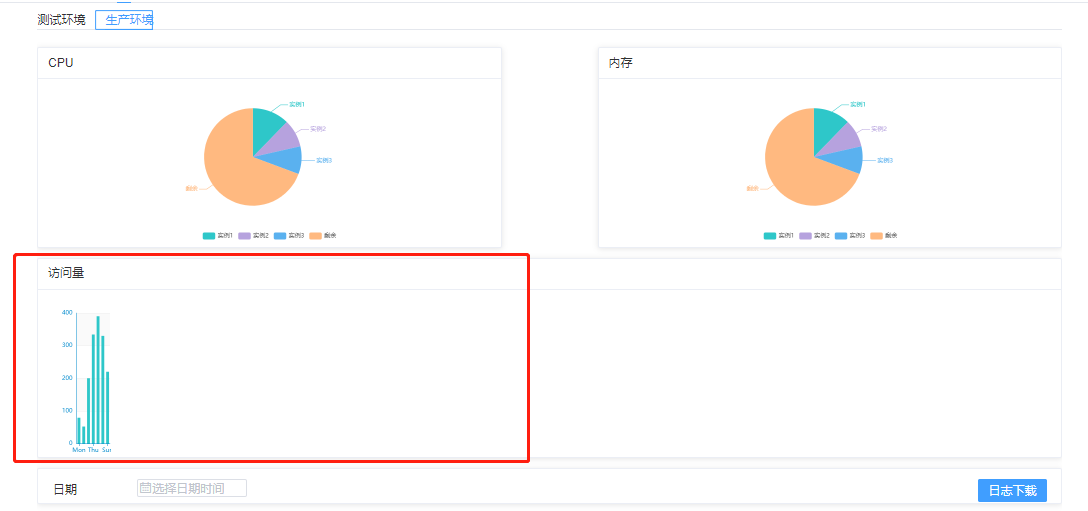 测试环境 生产环境
CPU
内存
实例1
实例2
实例3
剩余
实例1 实例2 实例3 剩余
实例1
实例2
实例3
剩余
实例1 实例2 实例3 剩余
访问量
400
300
200
100
0
Mon Thu Sun
日期 选择日期时间 日志下载